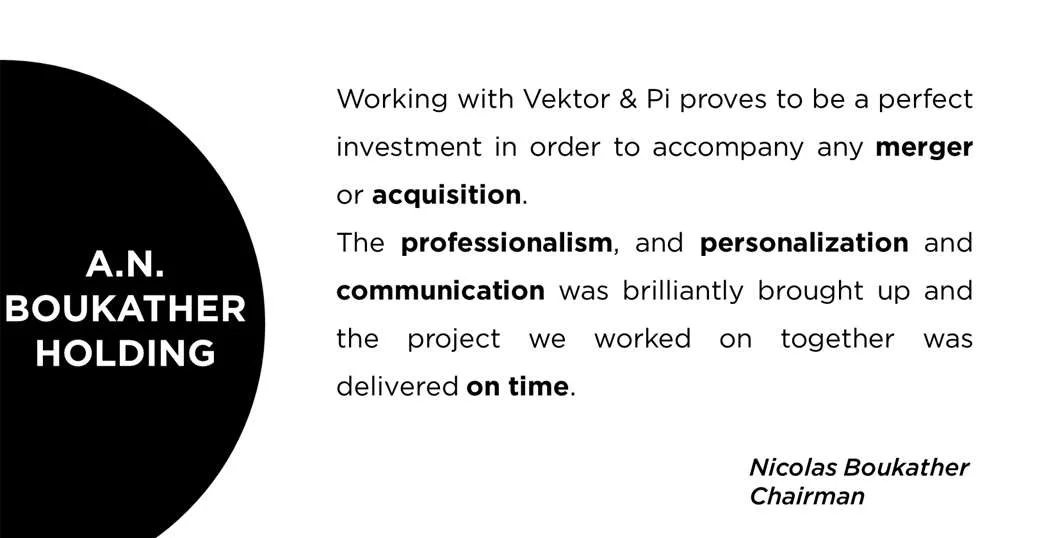 A.N.
BOUKATHER
HOLDING
Working with Vektor & Pi proves to be a perfect
investment in order to accompany any merger
or acquisition.
The professionalism, and personalization and
communication was brilliantly brought up and
the project we worked on together was
delivered on time.
Nicolas Boukather
Chairman